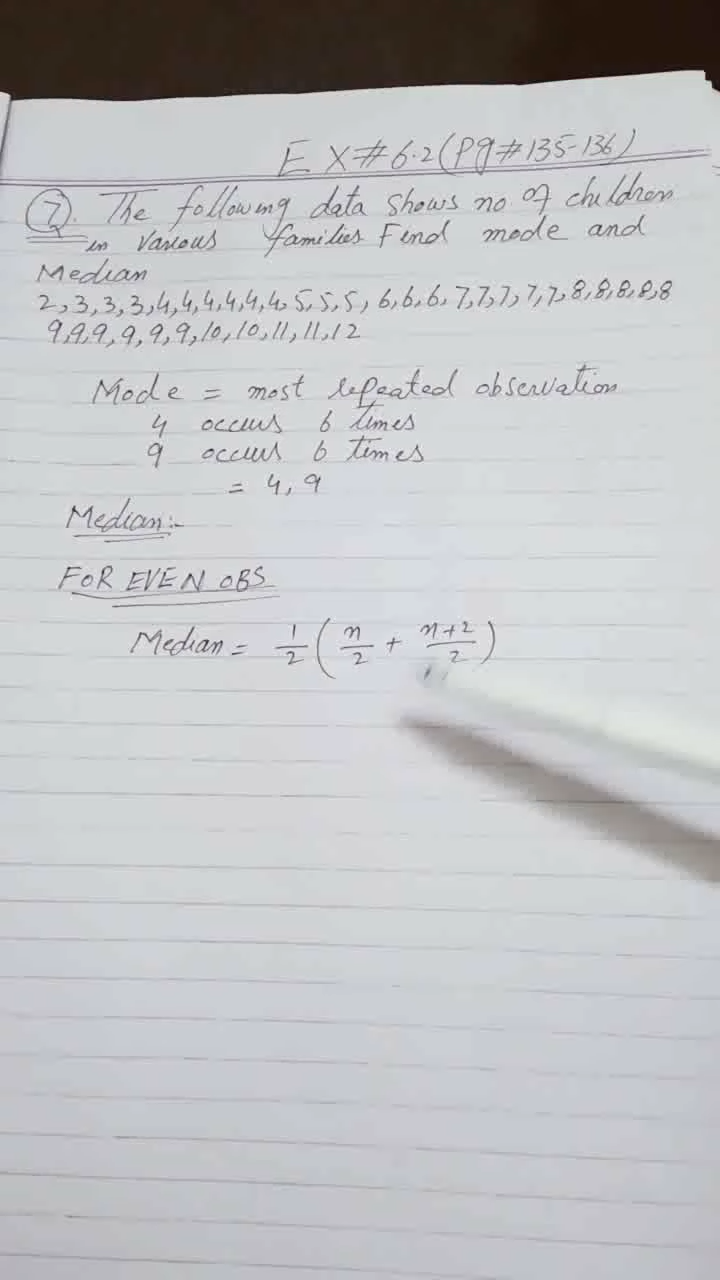 EX#6.2(Pg#135-136)
7. The following data shows no of children
in various families Find mode and
Median
2,3,3,3,4,4,4,4,4,4,5,5,5,6,6,6,7,7,7,7,7,8,8,8,8,8
9,9,9,9,9,9,10,10,11,11,12
Mode = most repeated observation
4 occurs 6 times
9 occurs 6 times
= 4,9
Median:-
FOR EVEN OBS
Median = 1/2 (n/2 + n+2/2)